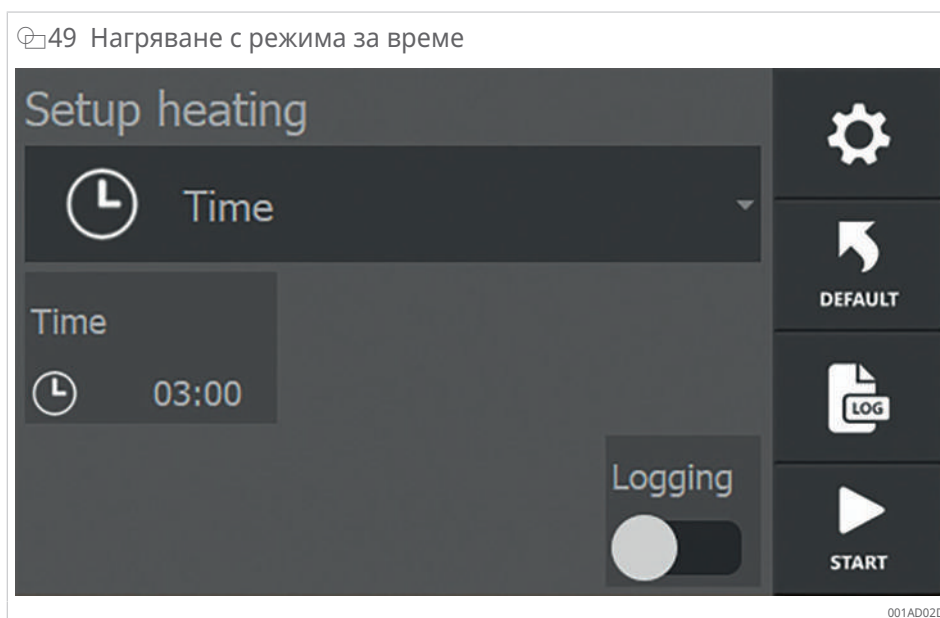 49 Нагряване с режима за време
Setup heating
Time
DEFAULT
Time
03:00
LOG
Logging
START
001AD02D